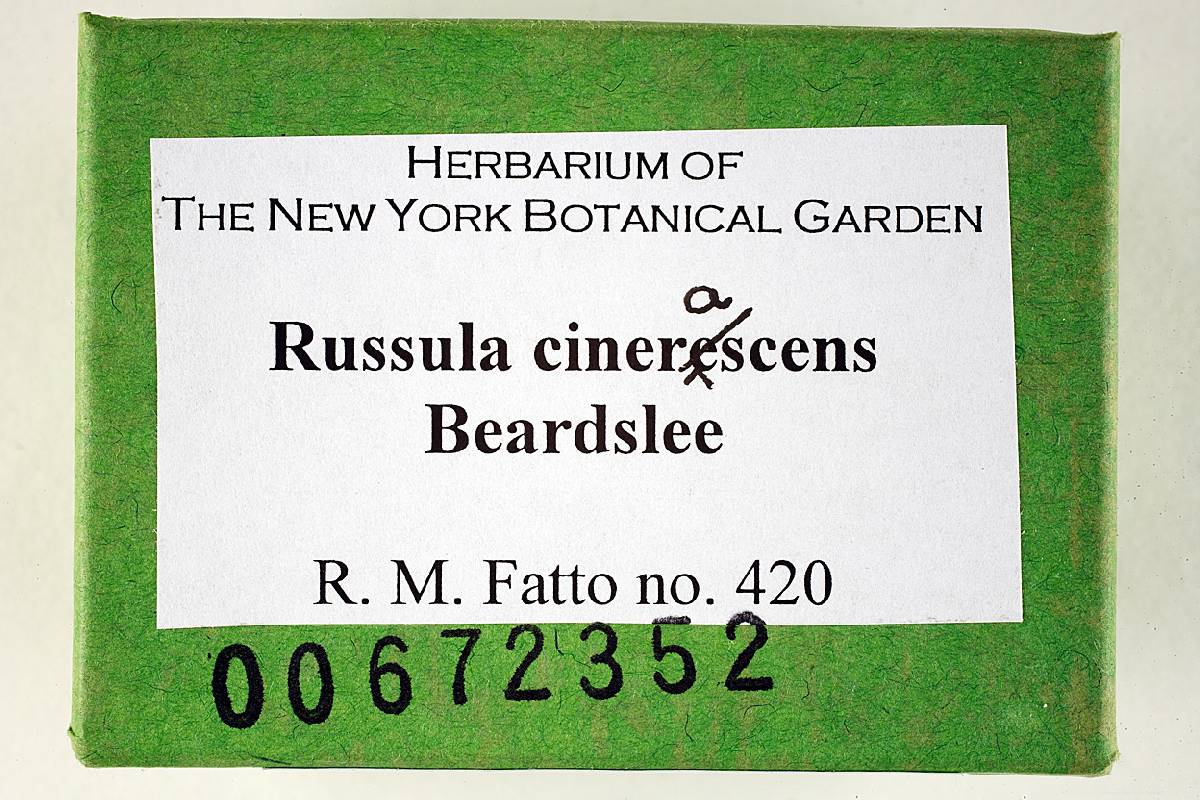 HERBARIUM OF
THE NEW YORK BOTANICAL GARDEN
a
Russula cinerescens
Beardslee
R. M. Fatto no. 420
00672352